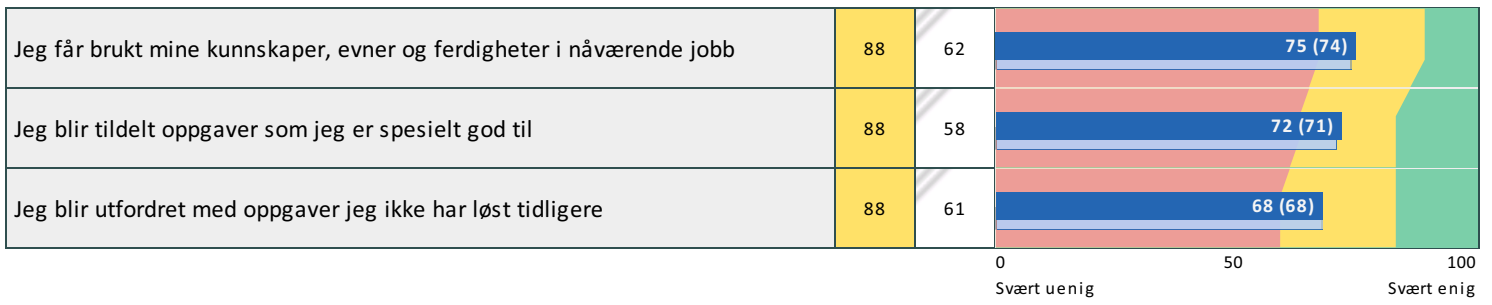 Jeg får brukt mine kunnskaper, evner og ferdigheter i nåværende jobb 88 62 75 (74)
Jeg blir tildelt oppgaver som jeg er spesielt god til 88 58 72 (71)
Jeg blir utfordret med oppgaver jeg ikke har løst tidligere 88 61 68 (68)
0 50 100
Svært uenig Svært enig